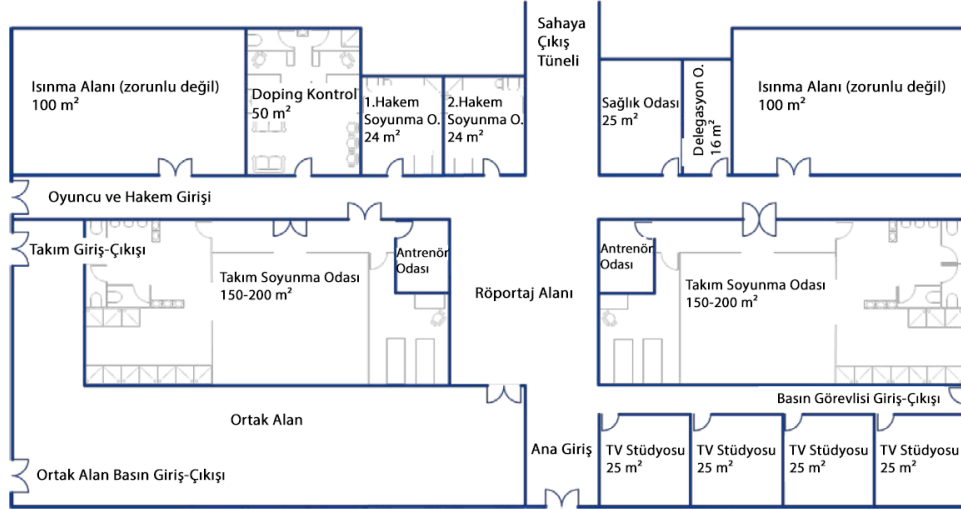 Sahaya
Çıkış
Tüneli
Isınma Alanı (zorunlu değil)
100 m²
Doping Kontrol
50 m²
1.Hakem
Soyunma O.
24 m²
2.Hakem
Soyunma O.
24 m²
Sağlık Odası
25 m²
Delegasyon O.
16 m²
Isınma Alanı (zorunlu değil)
100 m²
Oyuncu ve Hakem Girişi
Takım Giriş-Çıkışı
Takım Soyunma Odası
150-200 m²
Antrenör
Odası
Röportaj Alanı
Antrenör
Odası
Takım Soyunma Odası
150-200 m²
Basın Görevlisi Giriş-Çıkışı
Ortak Alan
Ana Giriş
TV Stüdyosu
25 m²
TV Stüdyosu
25 m²
TV Stüdyosu
25 m²
TV Stüdyosu
25 m²
Ortak Alan Basın Giriş-Çıkışı